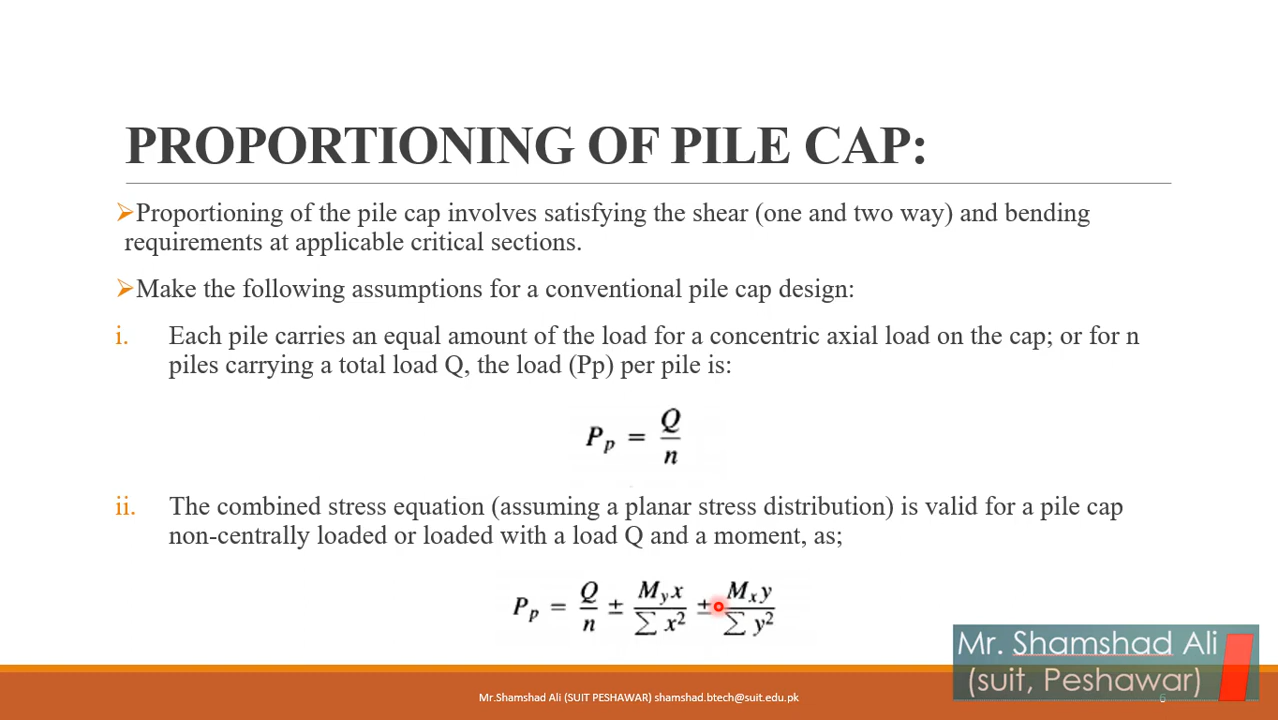 PROPORTIONING OF PILE CAP:
➢Proportioning of the pile cap involves satisfying the shear (one and two way) and bending
requirements at applicable critical sections.
➢Make the following assumptions for a conventional pile cap design:
i. Each pile carries an equal amount of the load for a concentric axial load on the cap; or for n
piles carrying a total load Q, the load (Pp) per pile is:
P_p = Q/n
ii. The combined stress equation (assuming a planar stress distribution) is valid for a pile cap
non-centrally loaded or loaded with a load Q and a moment, as;
P_p = Q/n ± M_y x/∑ x² ± M_x y/∑ y²
Mr. Shamshad Ali
(suit, Peshawar)
Mr.Shamshad Ali (SUIT PESHAWAR) shamshad.btech@suit.edu.pk
6